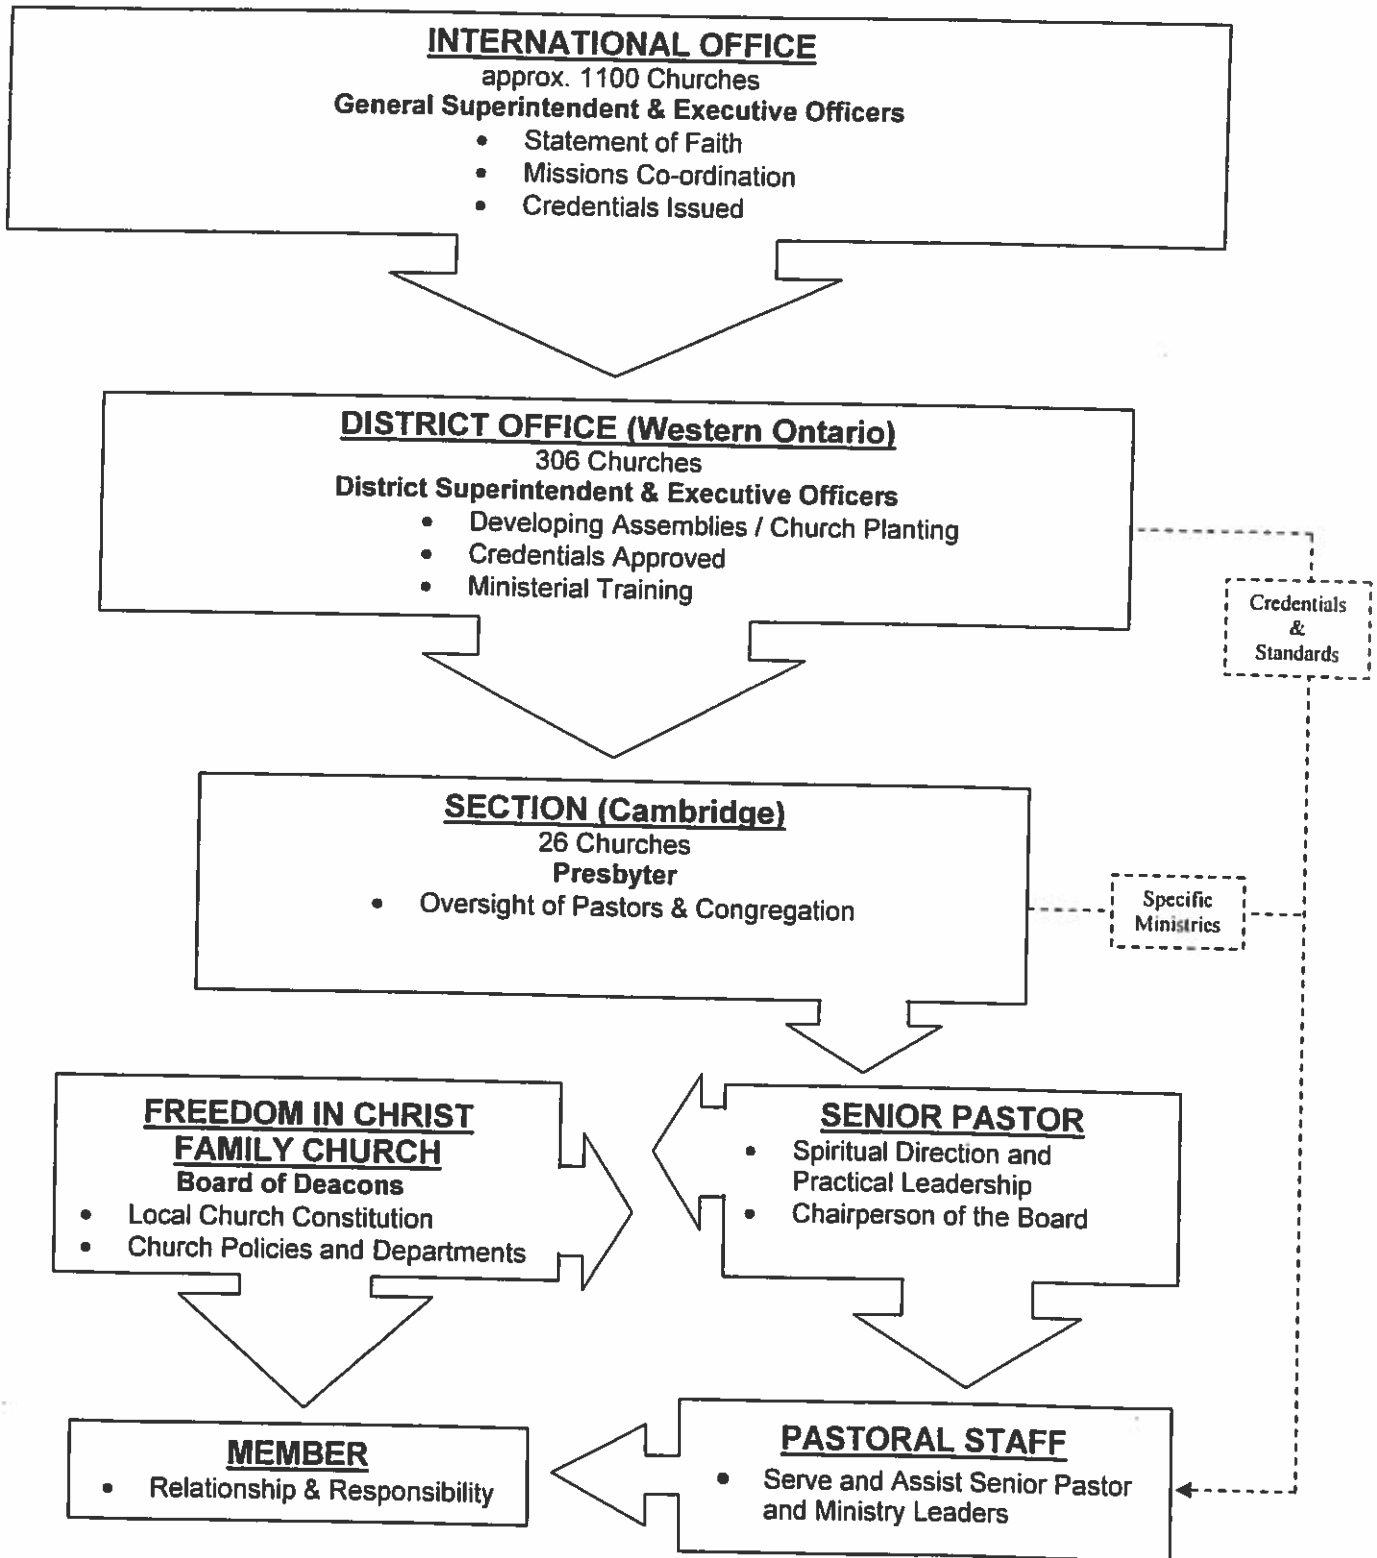 INTERNATIONAL OFFICE
approx. 1100 Churches
General Superintendent & Executive Officers
• Statement of Faith
• Missions Co-ordination
• Credentials Issued
DISTRICT OFFICE (Western Ontario)
306 Churches
District Superintendent & Executive Officers
• Developing Assemblies / Church Planting
• Credentials Approved
• Ministerial Training
Credentials
&
Standards
SECTION (Cambridge)
26 Churches
Presbyter
• Oversight of Pastors & Congregation
Specific
Ministries
FREEDOM IN CHRIST
FAMILY CHURCH
Board of Deacons
• Local Church Constitution
• Church Policies and Departments
SENIOR PASTOR
• Spiritual Direction and
Practical Leadership
• Chairperson of the Board
MEMBER
• Relationship & Responsibility
PASTORAL STAFF
• Serve and Assist Senior Pastor
and Ministry Leaders